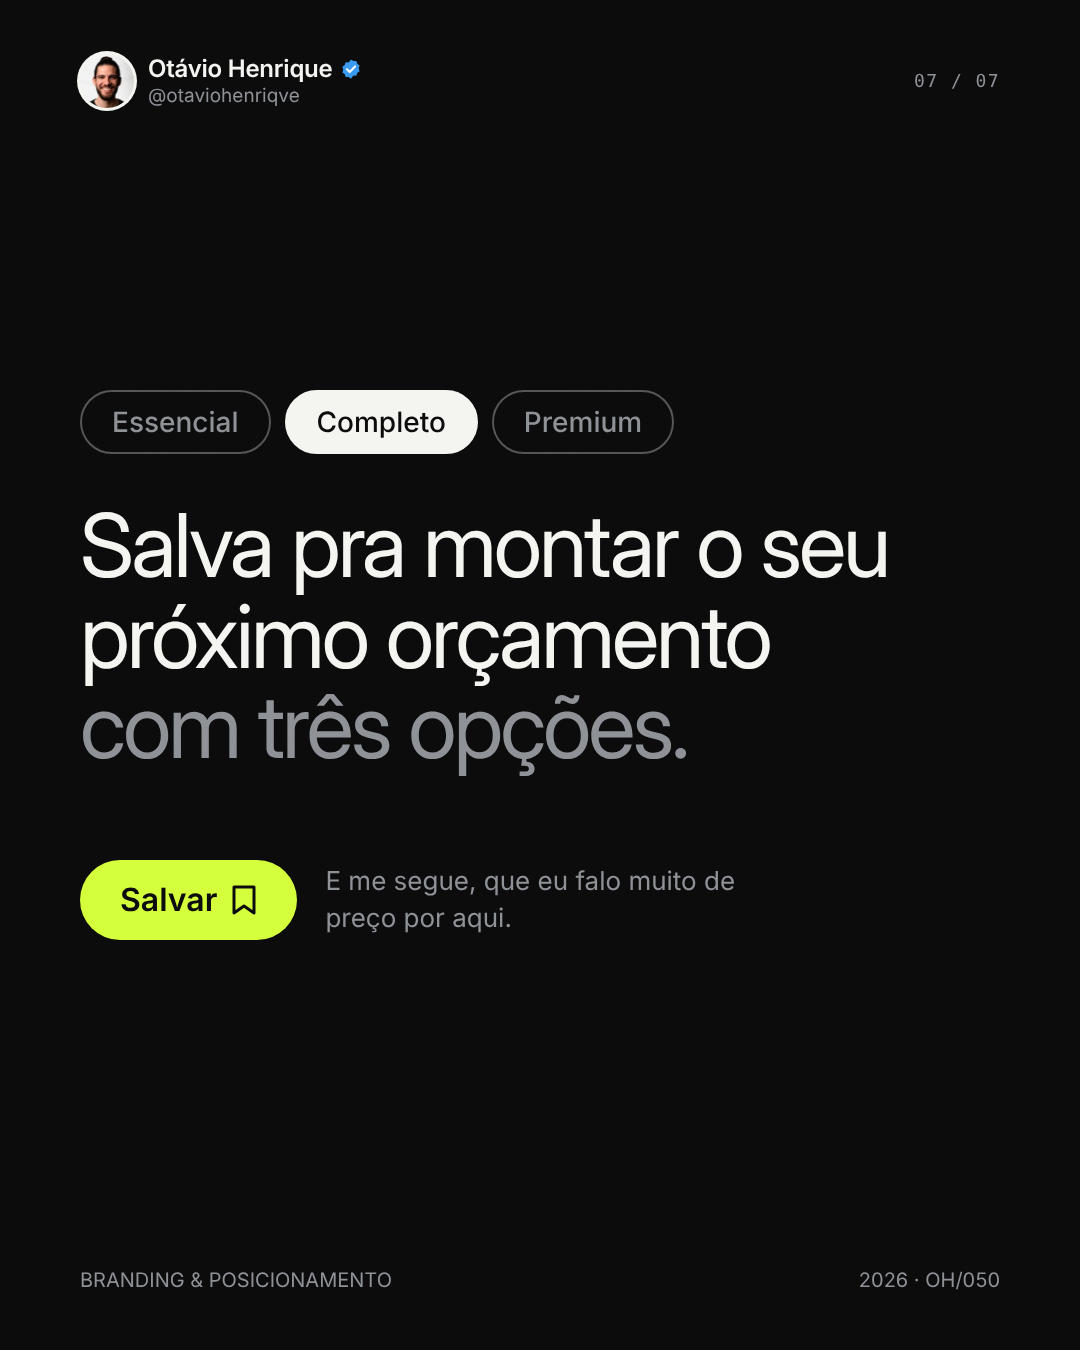 Otávio Henrique
@otaviohenriqve
07 / 07
Essencial
Completo
Premium
Salva pra montar o seu
próximo orçamento
com três opções.
Salvar
E me segue, que eu falo muito de
preço por aqui.
BRANDING & POSICIONAMENTO
2026 · OH/050